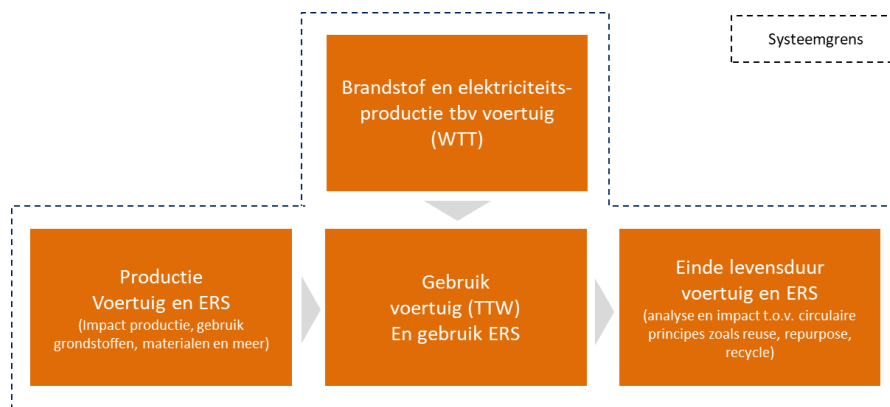 Systeemgrens
Brandstof en elektriciteits-
productie tbv voertuig
(WTT)
Productie
Voertuig en ERS
(Impact productie, gebruik
grondstoffen, materialen en meer)
Gebruik
voertuig (TTW)
En gebruik ERS
Einde levensduur
voertuig en ERS
(analyse en impact t.o.v. circulaire
principes zoals reuse, repurpose,
recycle)